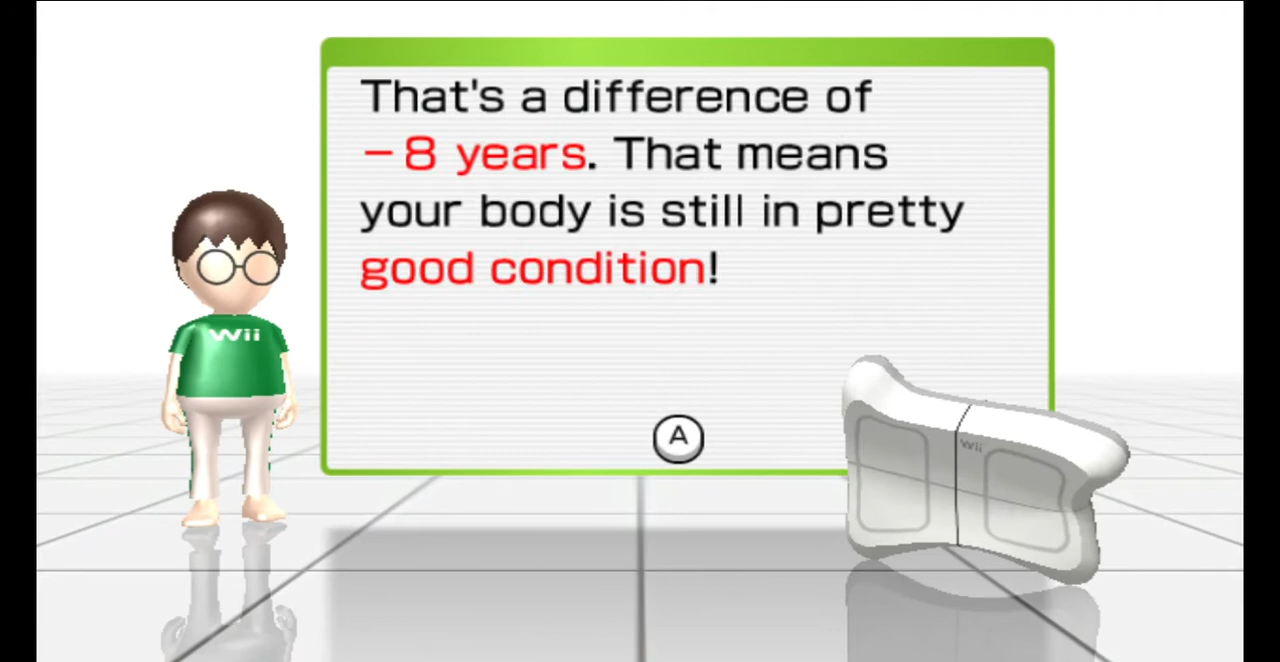 That's a difference of
−8 years. That means
your body is still in pretty
good condition!
A
Wii
Wii